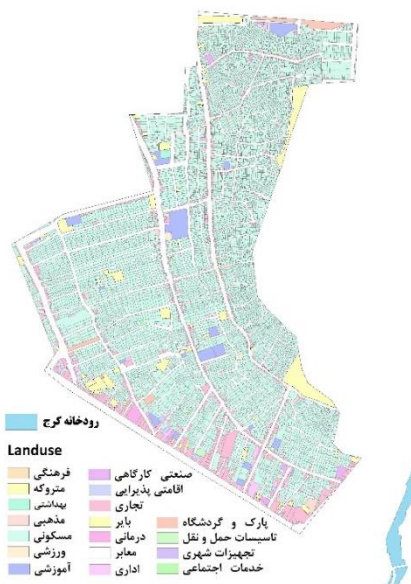 رودخانه کرج
Landuse
فرهنگی
متروکه
بهداشتی
مذهبی
مسکونی
ورزشی
آموزشی
صنعتی کارگاهی
اقامتی پذیرایی
تجاری
بایر
درمانی
معابر
اداری
پارک و گردشگاه
تاسیسات حمل و نقل
تجهیزات شهری
خدمات اجتماعی